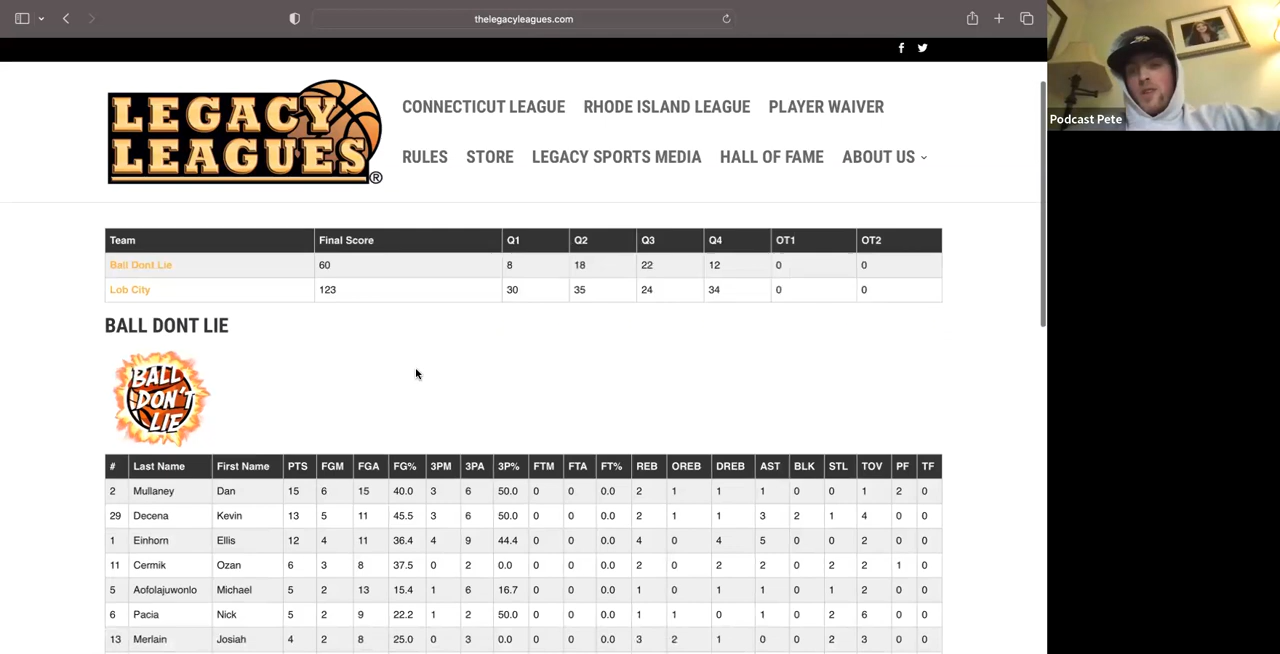 thelegacyleagues.com
LEGACY
LEAGUES®
CONNECTICUT LEAGUE RHODE ISLAND LEAGUE PLAYER WAIVER
RULES STORE LEGACY SPORTS MEDIA HALL OF FAME ABOUT US
Podcast Pete
Team Final Score Q1 Q2 Q3 Q4 OT1 OT2
Ball Dont Lie 60 8 18 22 12 0 0
Lob City 123 30 35 24 34 0 0
BALL DONT LIE
BALL
DON'T
LIE
# Last Name First Name PTS FGM FGA FG% 3PM 3PA 3P% FTM FTA FT% REB OREB DREB AST BLK STL TOV PF TF
2 Mullaney Dan 15 6 15 40.0 3 6 50.0 0 0 0.0 2 1 1 1 0 0 1 2 0
29 Decena Kevin 13 5 11 45.5 3 6 50.0 0 0 0.0 2 1 1 3 2 1 4 0 0
1 Einhorn Ellis 12 4 11 36.4 4 9 44.4 0 0 0.0 4 0 4 5 0 0 2 0 0
11 Cermik Ozan 6 3 8 37.5 0 2 0.0 0 0 0.0 2 0 2 2 0 2 2 1 0
5 Aofolajuwonlo Michael 5 2 13 15.4 1 6 16.7 0 0 0.0 1 0 1 1 0 1 2 0 0
6 Pacia Nick 5 2 9 22.2 1 2 50.0 0 0 0.0 1 1 0 1 0 2 6 0 0
13 Merlain Josiah 4 2 8 25.0 0 3 0.0 0 0 0.0 3 2 1 0 0 2 3 0 0